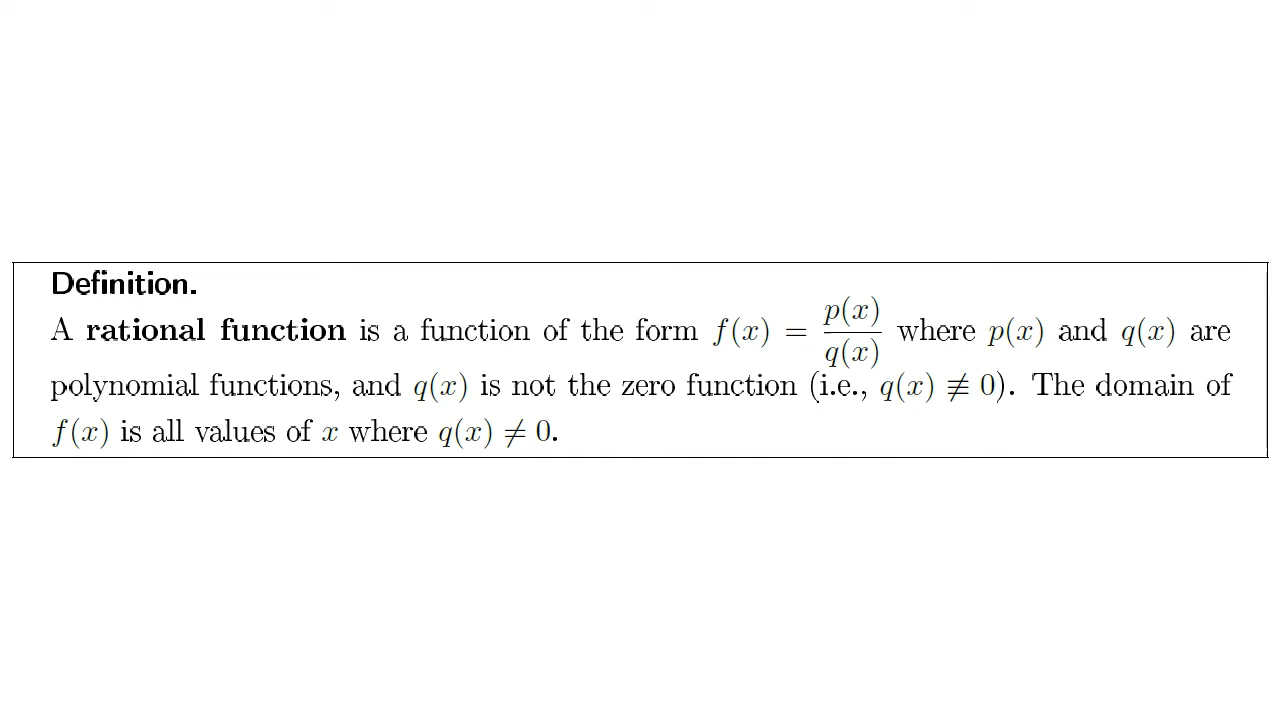 Definition.
A rational function is a function of the form f(x) = p(x)/q(x) where p(x) and q(x) are
polynomial functions, and q(x) is not the zero function (i.e., q(x) ≢ 0). The domain of
f(x) is all values of x where q(x) ≠ 0.